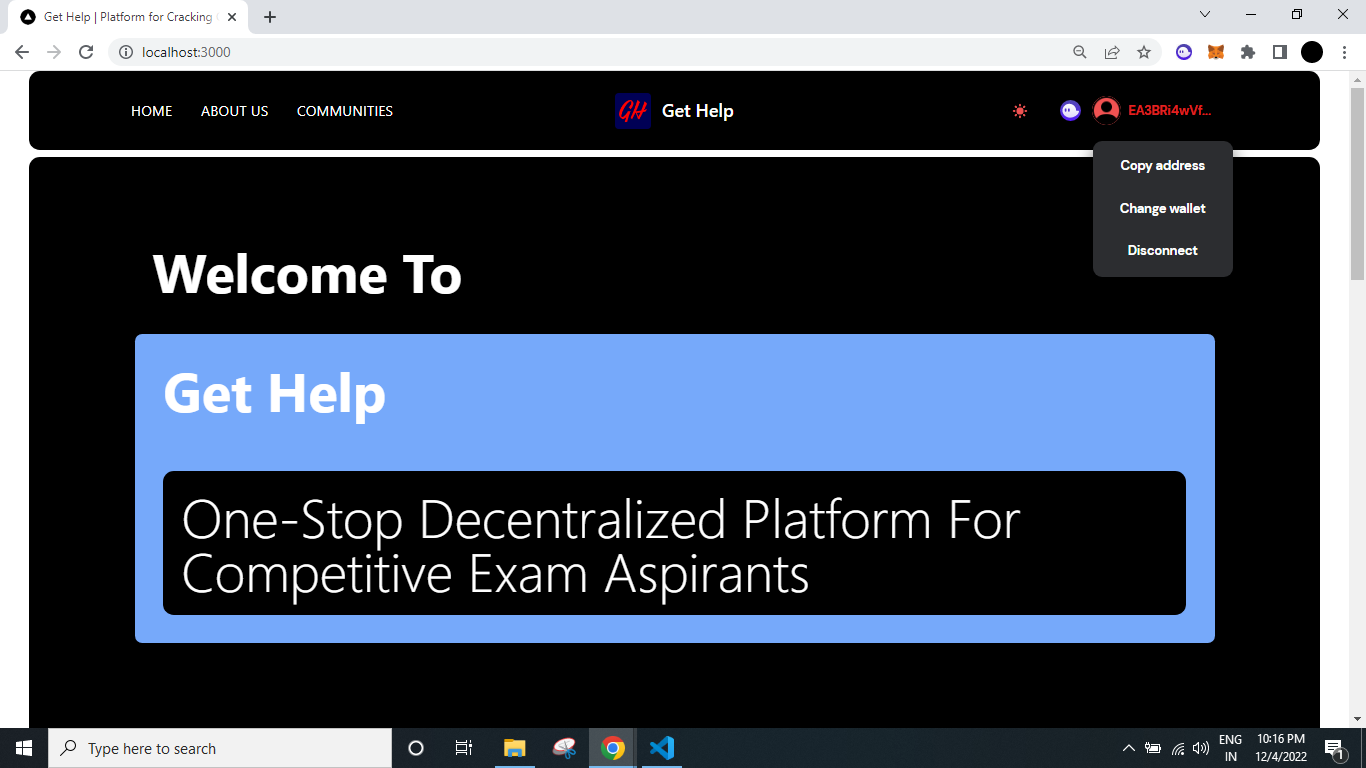 Get Help | Platform for Cracking
localhost:3000
HOME ABOUT US COMMUNITIES
GH Get Help
EA3BRi4wVf...
Copy address
Change wallet
Disconnect
Welcome To
Get Help
One-Stop Decentralized Platform For
Competitive Exam Aspirants
Type here to search
ENG
IN
10:16 PM
12/4/2022
1